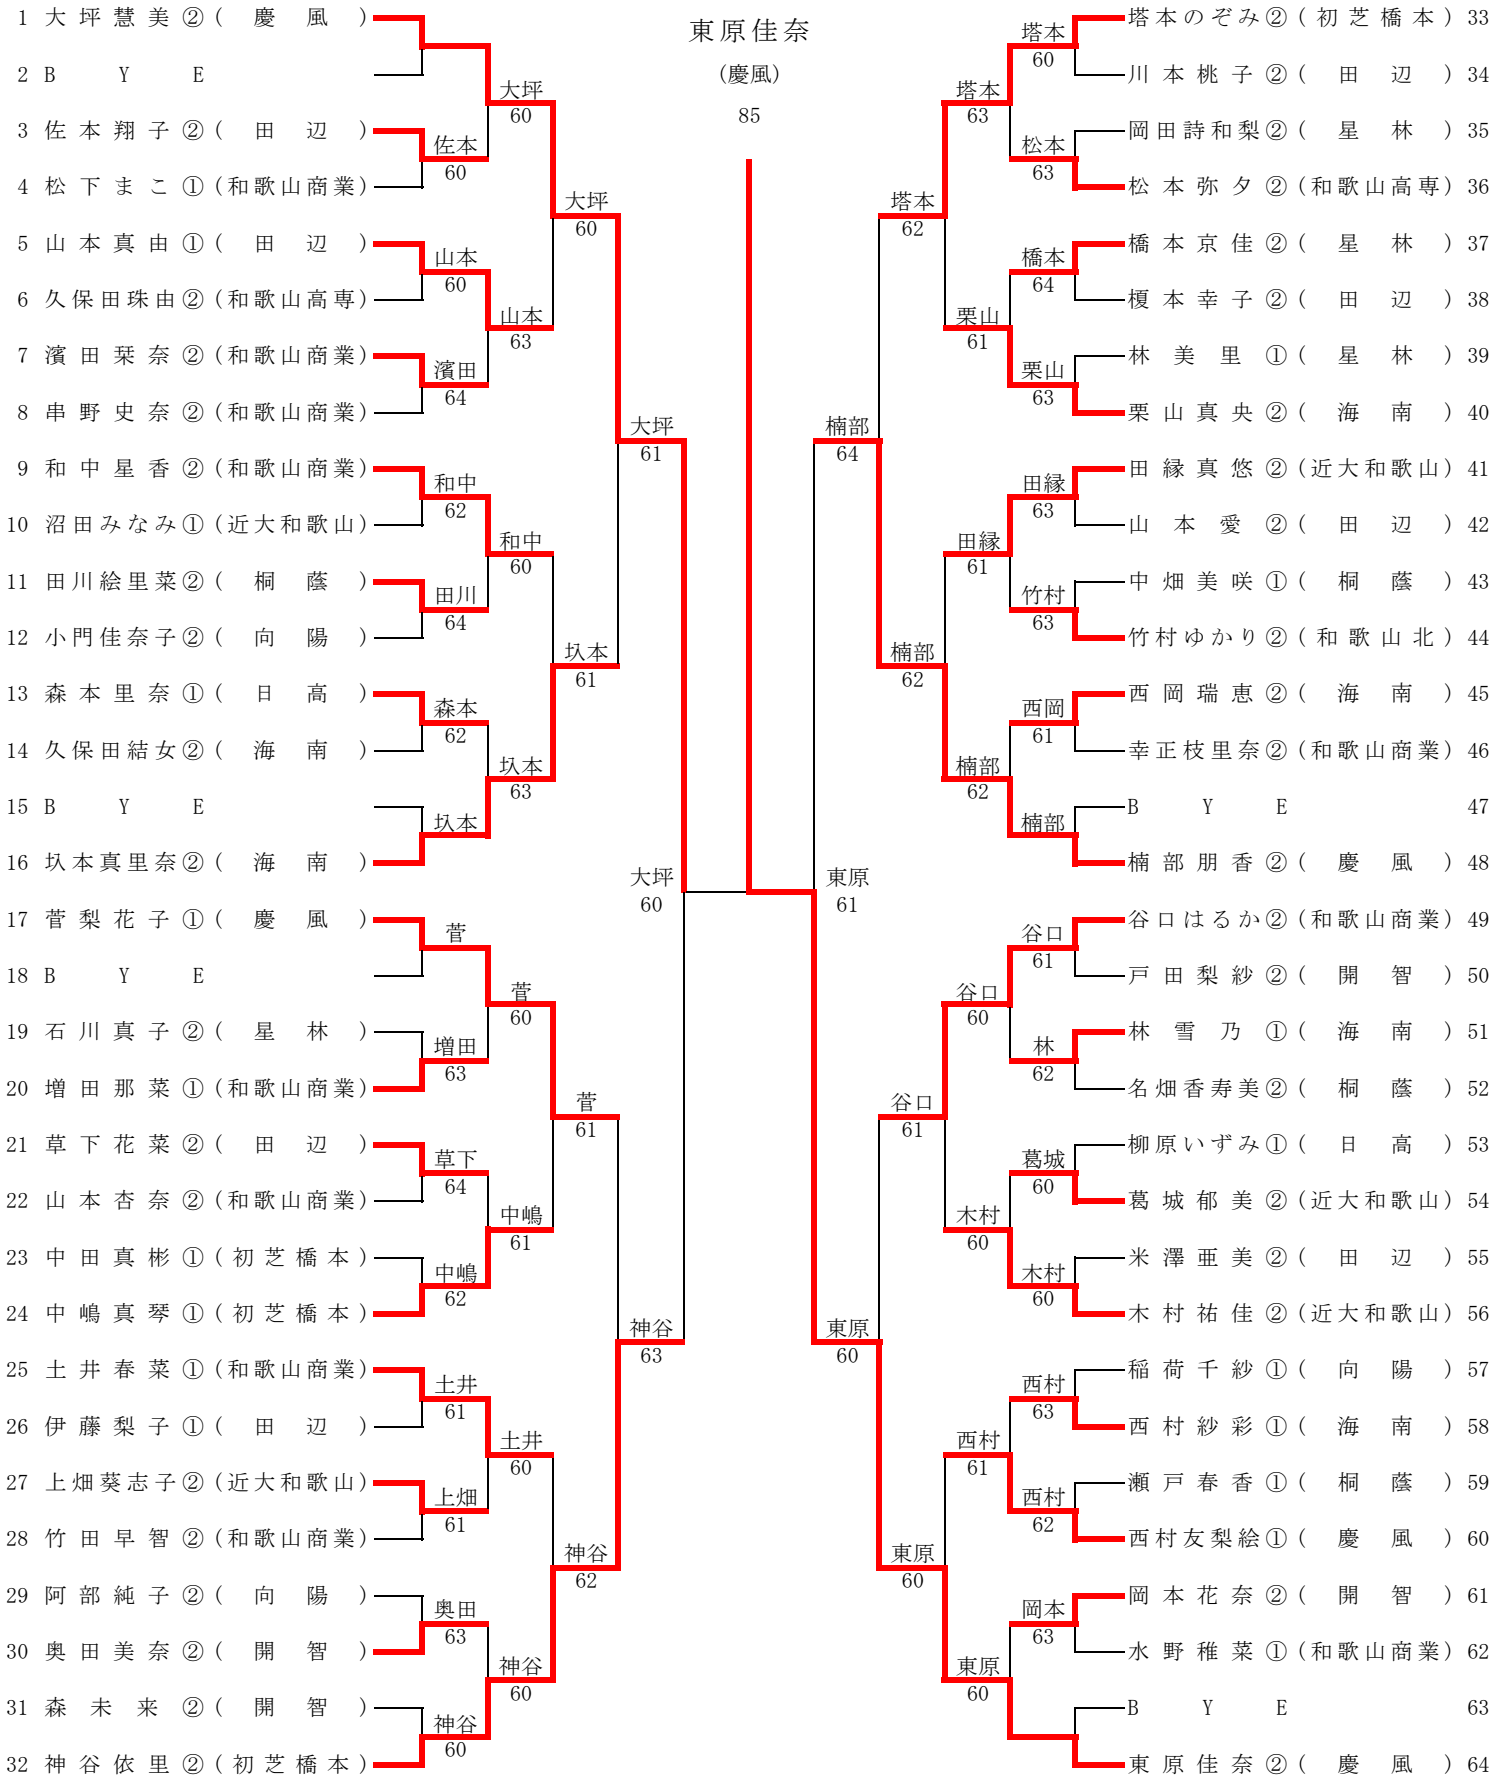 東原佳奈
(慶風)
85
1 大坪慧美②(慶風)
2 BYE
3 佐本翔子②(田辺)
4 松下まこ①(和歌山商業)
5 山本真由①(田辺)
6 久保田珠由②(和歌山高専)
7 濱田栞奈②(和歌山商業)
8 串野史奈②(和歌山商業)
9 和中星香②(和歌山商業)
10 沼田みなみ①(近大和歌山)
11 田川絵里菜②(桐蔭)
12 小門佳奈子②(向陽)
13 森本里奈①(日高)
14 久保田結女②(海南)
15 BYE
16 圦本真里奈②(海南)
17 菅梨花子①(慶風)
18 BYE
19 石川真子②(星林)
20 増田那菜①(和歌山商業)
21 草下花菜②(田辺)
22 山本杏奈②(和歌山商業)
23 中田真彬①(初芝橋本)
24 中嶋真琴①(初芝橋本)
25 土井春菜①(和歌山商業)
26 伊藤梨子①(田辺)
27 上畑葵志子②(近大和歌山)
28 竹田早智②(和歌山商業)
29 阿部純子②(向陽)
30 奥田美奈②(開智)
31 森未来②(開智)
32 神谷依里②(初芝橋本)
佐本
60
山本
60
濱田
64
和中
62
田川
64
森本
62
圦本
菅
増田
63
草下
64
中嶋
62
土井
61
上畑
61
奥田
63
神谷
60
大坪
60
山本
63
和中
60
圦本
63
菅
60
中嶋
61
土井
60
神谷
60
大坪
60
圦本
61
菅
61
神谷
62
大坪
61
神谷
63
大坪
60
東原
61
楠部
64
東原
60
塔本
62
楠部
62
谷口
61
東原
60
塔本
63
栗山
61
田縁
61
楠部
62
谷口
60
木村
60
西村
61
東原
60
塔本
60
松本
63
橋本
64
栗山
63
田縁
63
竹村
63
西岡
61
楠部
谷口
61
林
62
葛城
60
木村
60
西村
63
西村
62
岡本
63
塔本のぞみ②(初芝橋本) 33
川本桃子②(田辺) 34
岡田詩和梨②(星林) 35
松本弥夕②(和歌山高専) 36
橋本京佳②(星林) 37
榎本幸子②(田辺) 38
林美里①(星林) 39
栗山真央②(海南) 40
田縁真悠②(近大和歌山) 41
山本愛②(田辺) 42
中畑美咲①(桐蔭) 43
竹村ゆかり②(和歌山北) 44
西岡瑞恵②(海南) 45
幸正枝里奈②(和歌山商業) 46
BYE 47
楠部朋香②(慶風) 48
谷口はるか②(和歌山商業) 49
戸田梨紗②(開智) 50
林雪乃①(海南) 51
名畑香寿美②(桐蔭) 52
柳原いずみ①(日高) 53
葛城郁美②(近大和歌山) 54
米澤亜美②(田辺) 55
木村祐佳②(近大和歌山) 56
稲荷千紗①(向陽) 57
西村紗彩①(海南) 58
瀬戸春香①(桐蔭) 59
西村友梨絵①(慶風) 60
岡本花奈②(開智) 61
水野稚菜①(和歌山商業) 62
BYE 63
東原佳奈②(慶風) 64